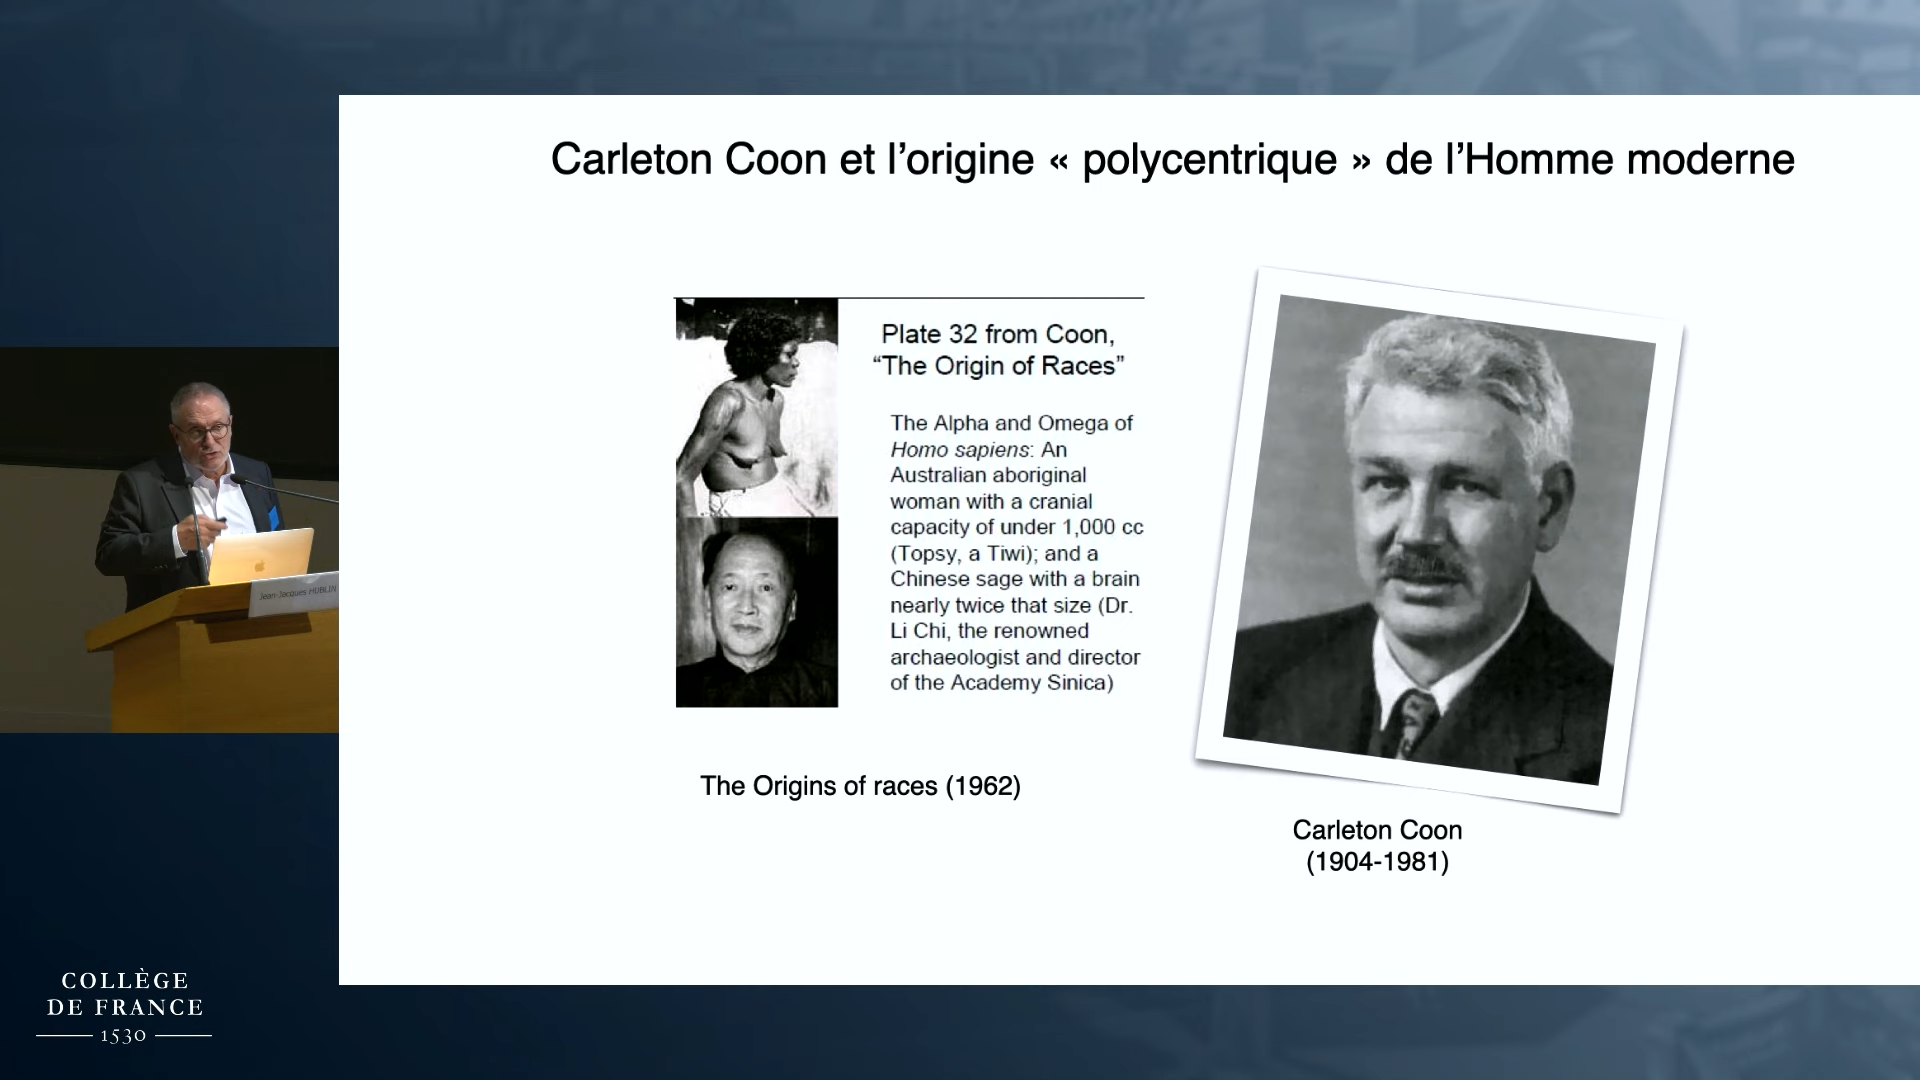 Carleton Coon et l’origine « polycentrique » de l’Homme moderne
Plate 32 from Coon,
“The Origin of Races”
The Alpha and Omega of
Homo sapiens: An
Australian aboriginal
woman with a cranial
capacity of under 1,000 cc
(Topsy, a Tiwi); and a
Chinese sage with a brain
nearly twice that size (Dr.
Li Chi, the renowned
archaeologist and director
of the Academy Sinica)
The Origins of races (1962)
Carleton Coon
(1904-1981)
Jean-Jacques HUBLIN
COLLÈGE
DE FRANCE
1530